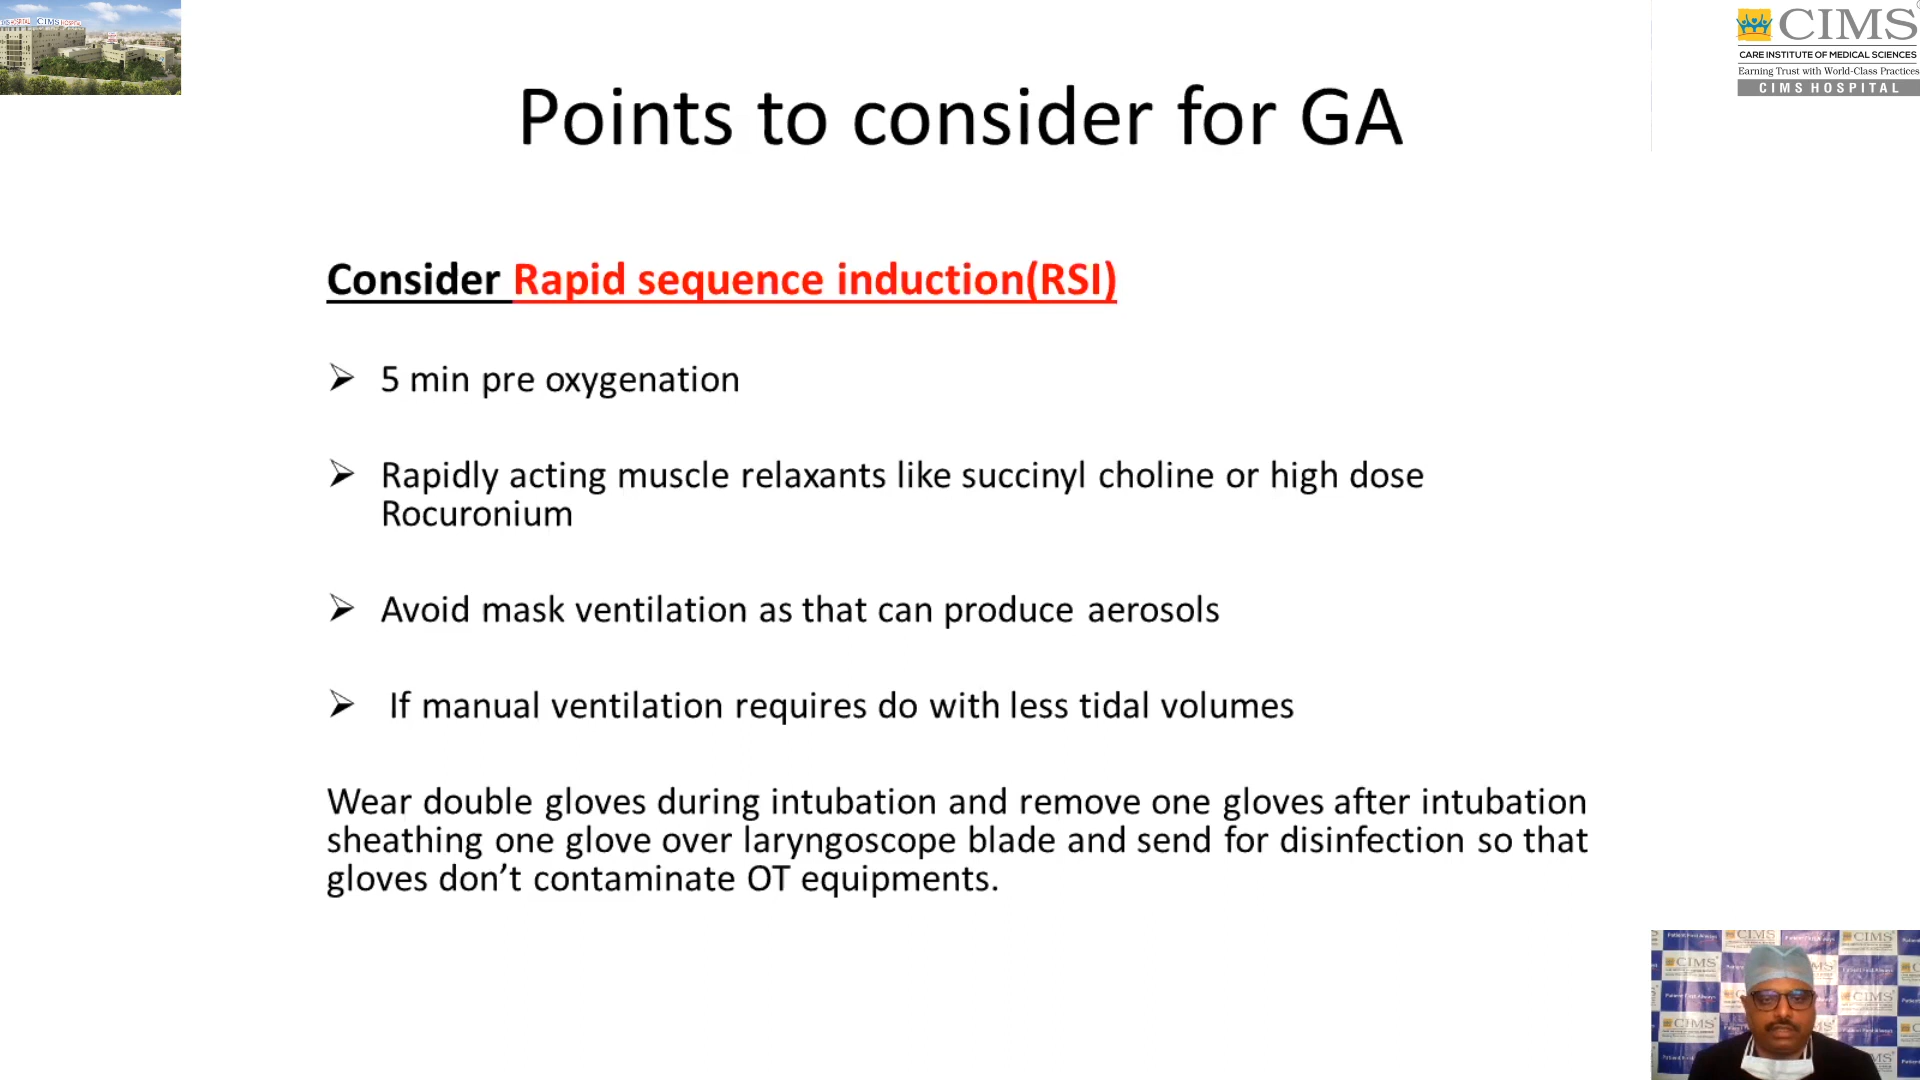 CIMS
CARE INSTITUTE OF MEDICAL SCIENCES
Earning Trust with World-Class Practices
CIMS HOSPITAL
Points to consider for GA
Consider Rapid sequence induction(RSI)
➢ 5 min pre oxygenation
➢ Rapidly acting muscle relaxants like succinyl choline or high dose
Rocuronium
➢ Avoid mask ventilation as that can produce aerosols
➢ If manual ventilation requires do with less tidal volumes
Wear double gloves during intubation and remove one gloves after intubation
sheathing one glove over laryngoscope blade and send for disinfection so that
gloves don’t contaminate OT equipments.